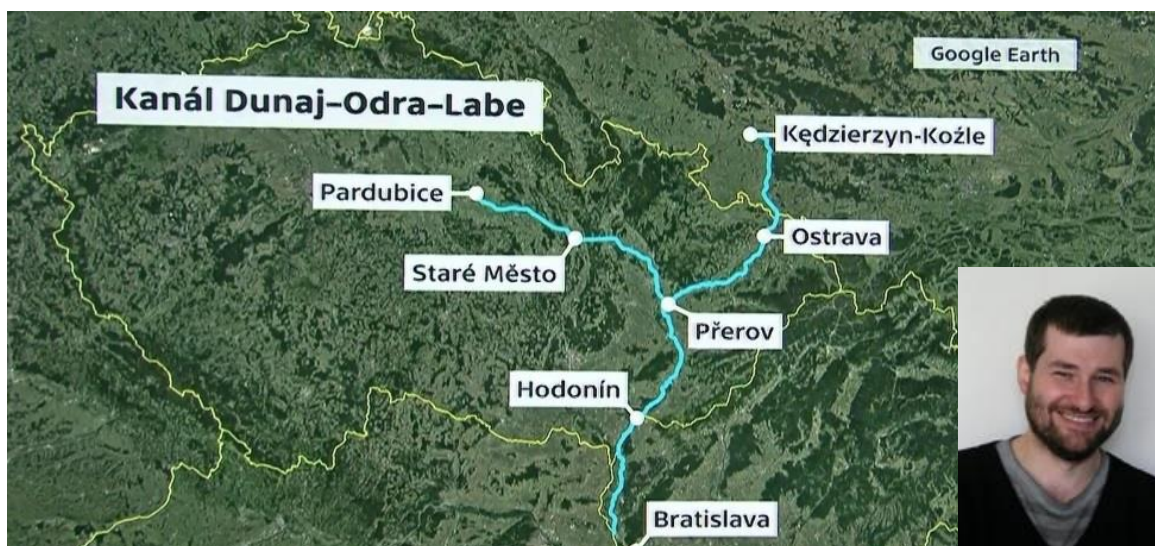 Google Earth
Kanál Dunaj–Odra–Labe
Kędzierzyn-Koźle
Pardubice
Ostrava
Staré Město
Přerov
Hodonín
Bratislava